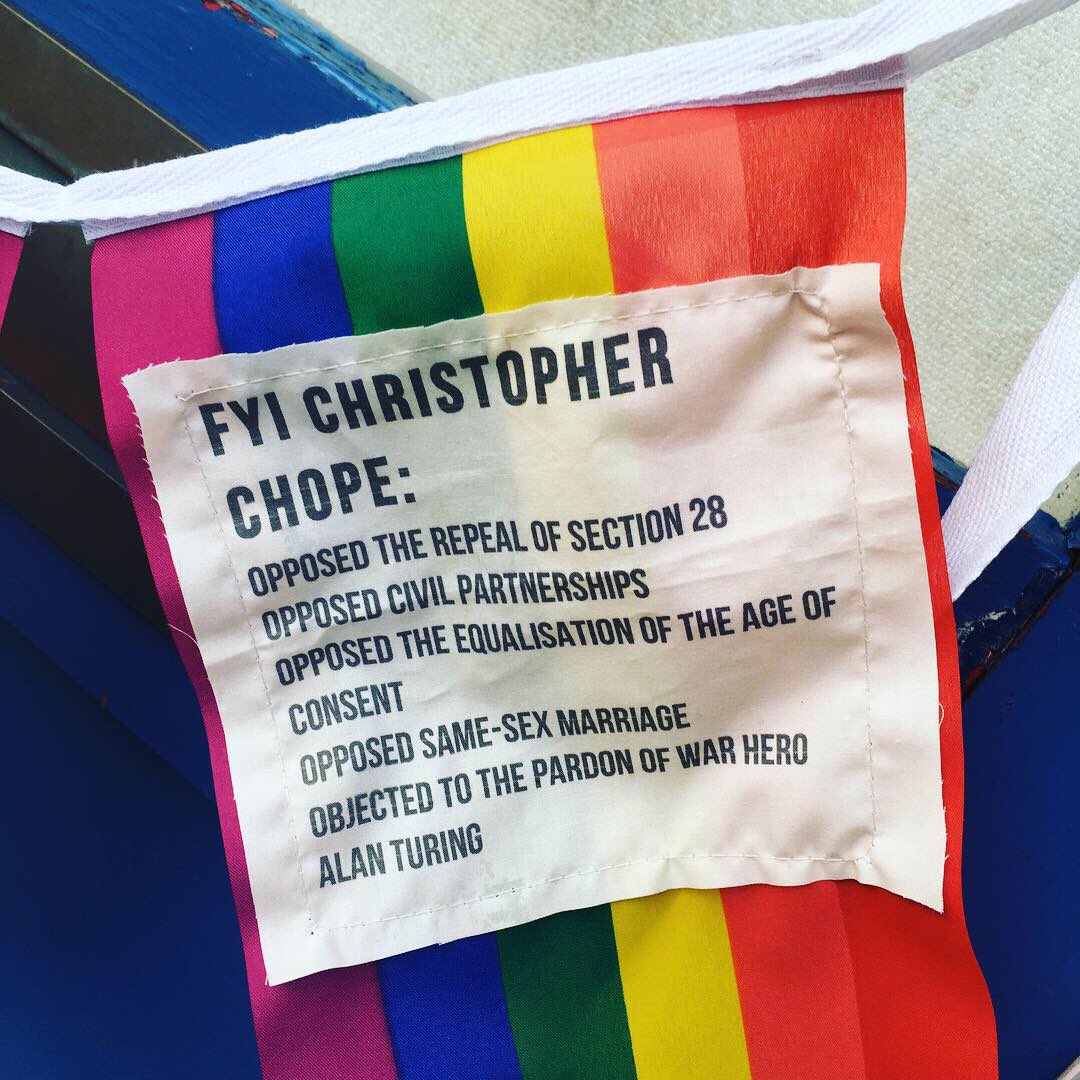 FYI CHRISTOPHER
CHOPE:
OPPOSED THE REPEAL OF SECTION 28
OPPOSED CIVIL PARTNERSHIPS
OPPOSED THE EQUALISATION OF THE AGE OF
CONSENT
OPPOSED SAME-SEX MARRIAGE
OBJECTED TO THE PARDON OF WAR HERO
ALAN TURING